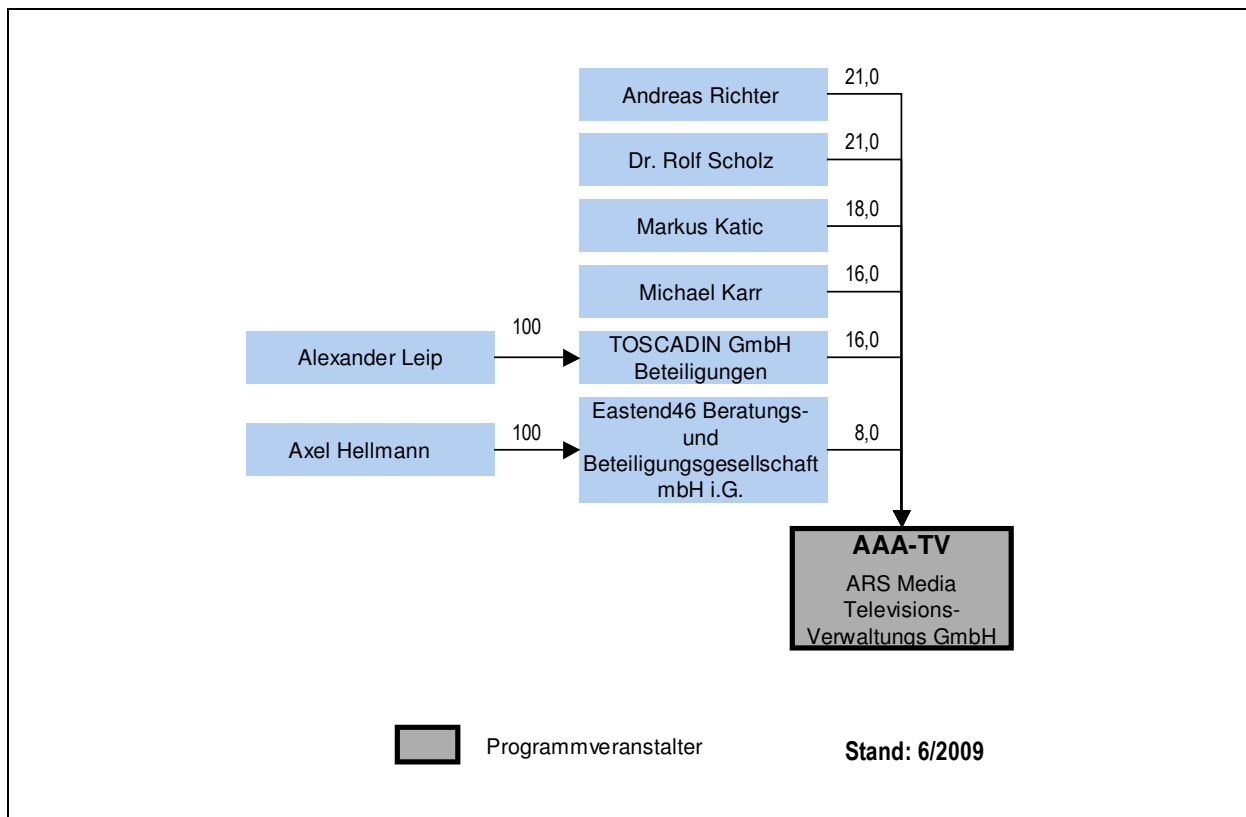 Andreas Richter
21,0
Dr. Rolf Scholz
21,0
Markus Katic
18,0
Michael Karr
16,0
Alexander Leip
100
TOSCADIN GmbH
Beteiligungen
16,0
Axel Hellmann
100
Eastend46 Beratungs-
und
Beteiligungsgesellschaft
mbH i.G.
8,0
AAA-TV
ARS Media
Televisions-
Verwaltungs GmbH
Programmveranstalter
Stand: 6/2009